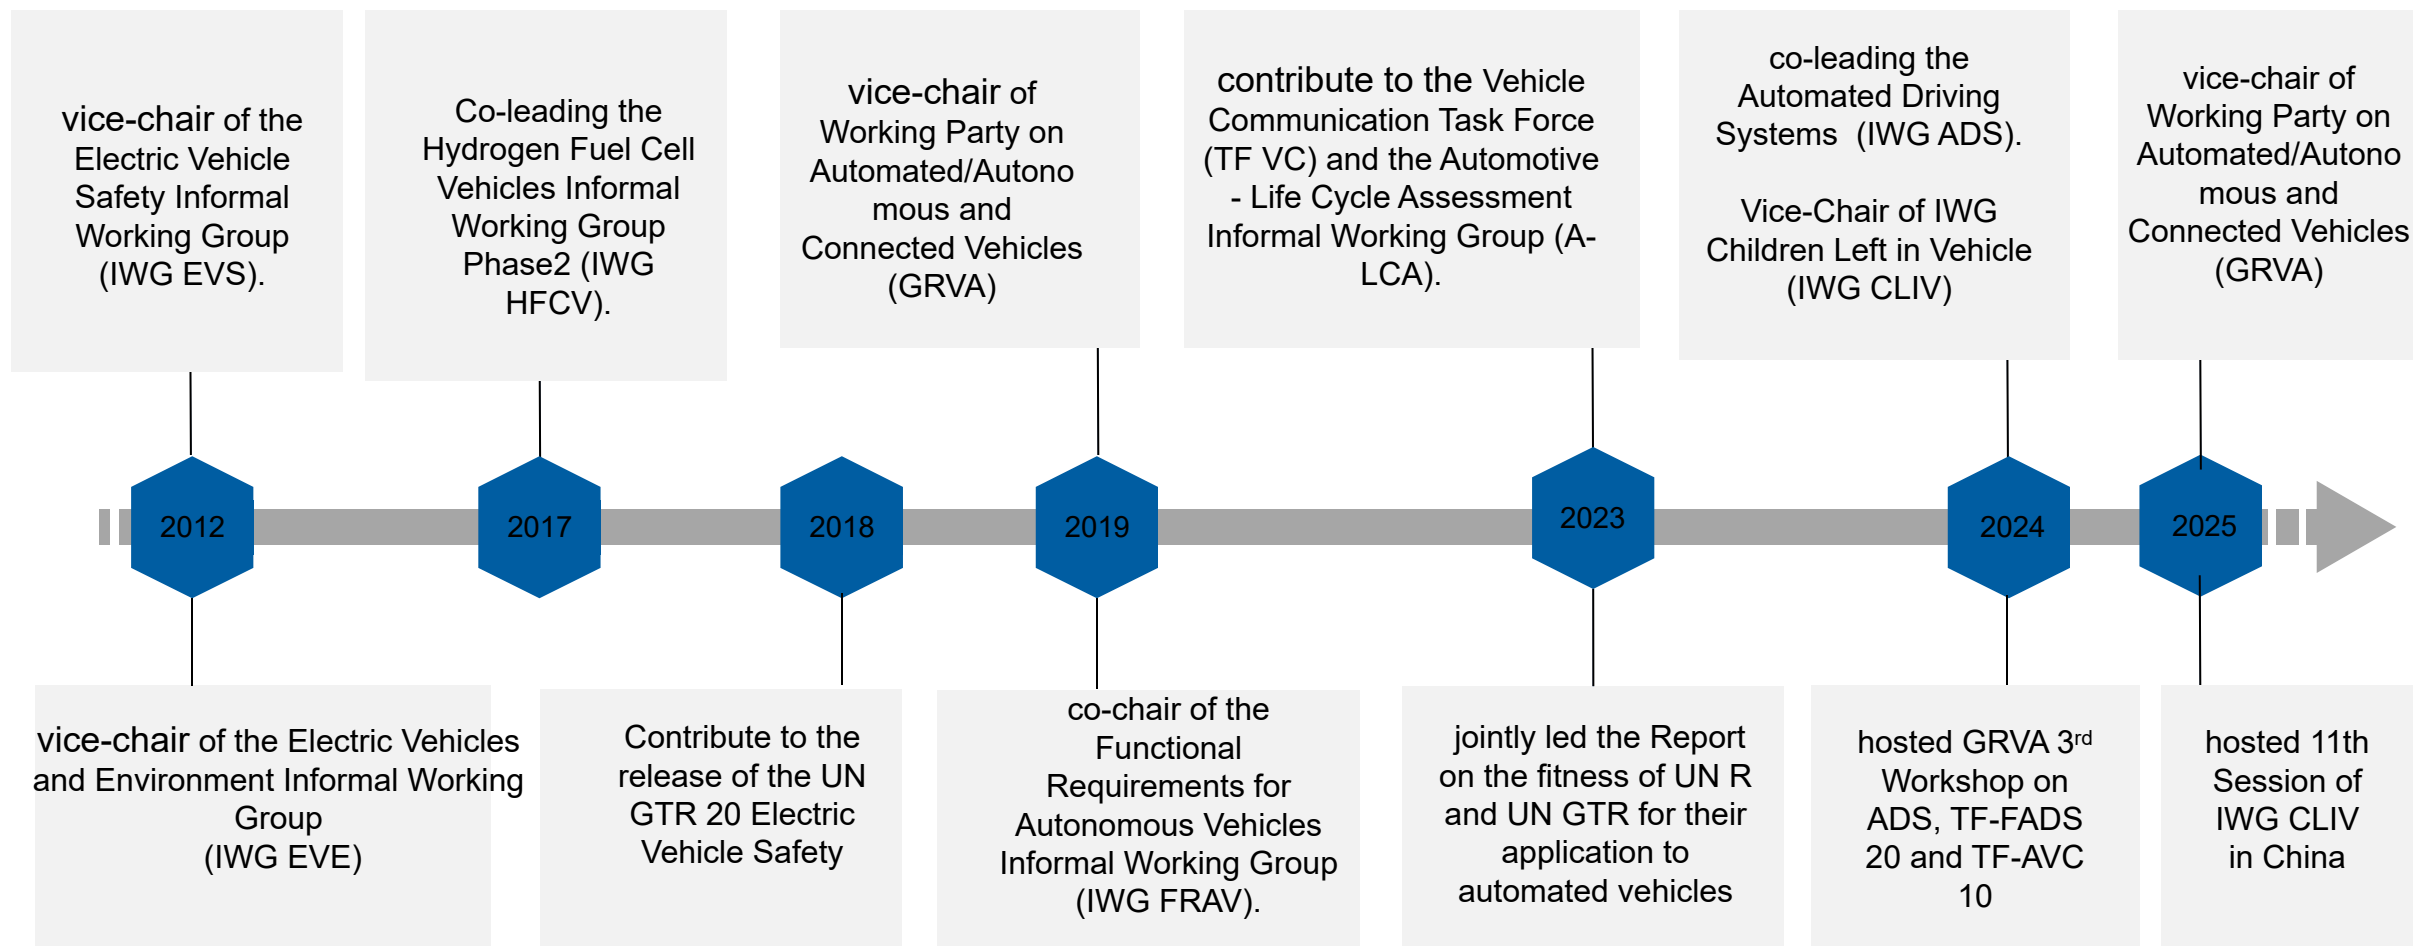 vice-chair of the
Electric Vehicle
Safety Informal
Working Group
(IWG EVS).
Co-leading the
Hydrogen Fuel Cell
Vehicles Informal
Working Group
Phase2 (IWG
HFCV).
vice-chair of
Working Party on
Automated/Autono
mous and
Connected Vehicles
(GRVA)
contribute to the Vehicle
Communication Task Force
(TF VC) and the Automotive
- Life Cycle Assessment
Informal Working Group (A-
LCA).
co-leading the
Automated Driving
Systems  (IWG ADS).
Vice-Chair of IWG
Children Left in Vehicle
(IWG CLIV)
vice-chair of
Working Party on
Automated/Autono
mous and
Connected Vehicles
(GRVA)
2012
2017
2018
2019
2023
2024
2025
vice-chair of the Electric Vehicles
and Environment Informal Working
Group
(IWG EVE)
Contribute to the
release of the UN
GTR 20 Electric
Vehicle Safety
co-chair of the
Functional
Requirements for
Autonomous Vehicles
Informal Working Group
(IWG FRAV).
jointly led the Report
on the fitness of UN R
and UN GTR for their
application to
automated vehicles
hosted GRVA 3rd
Workshop on
ADS, TF-FADS
20 and TF-AVC
10
hosted 11th
Session of
IWG CLIV
in China